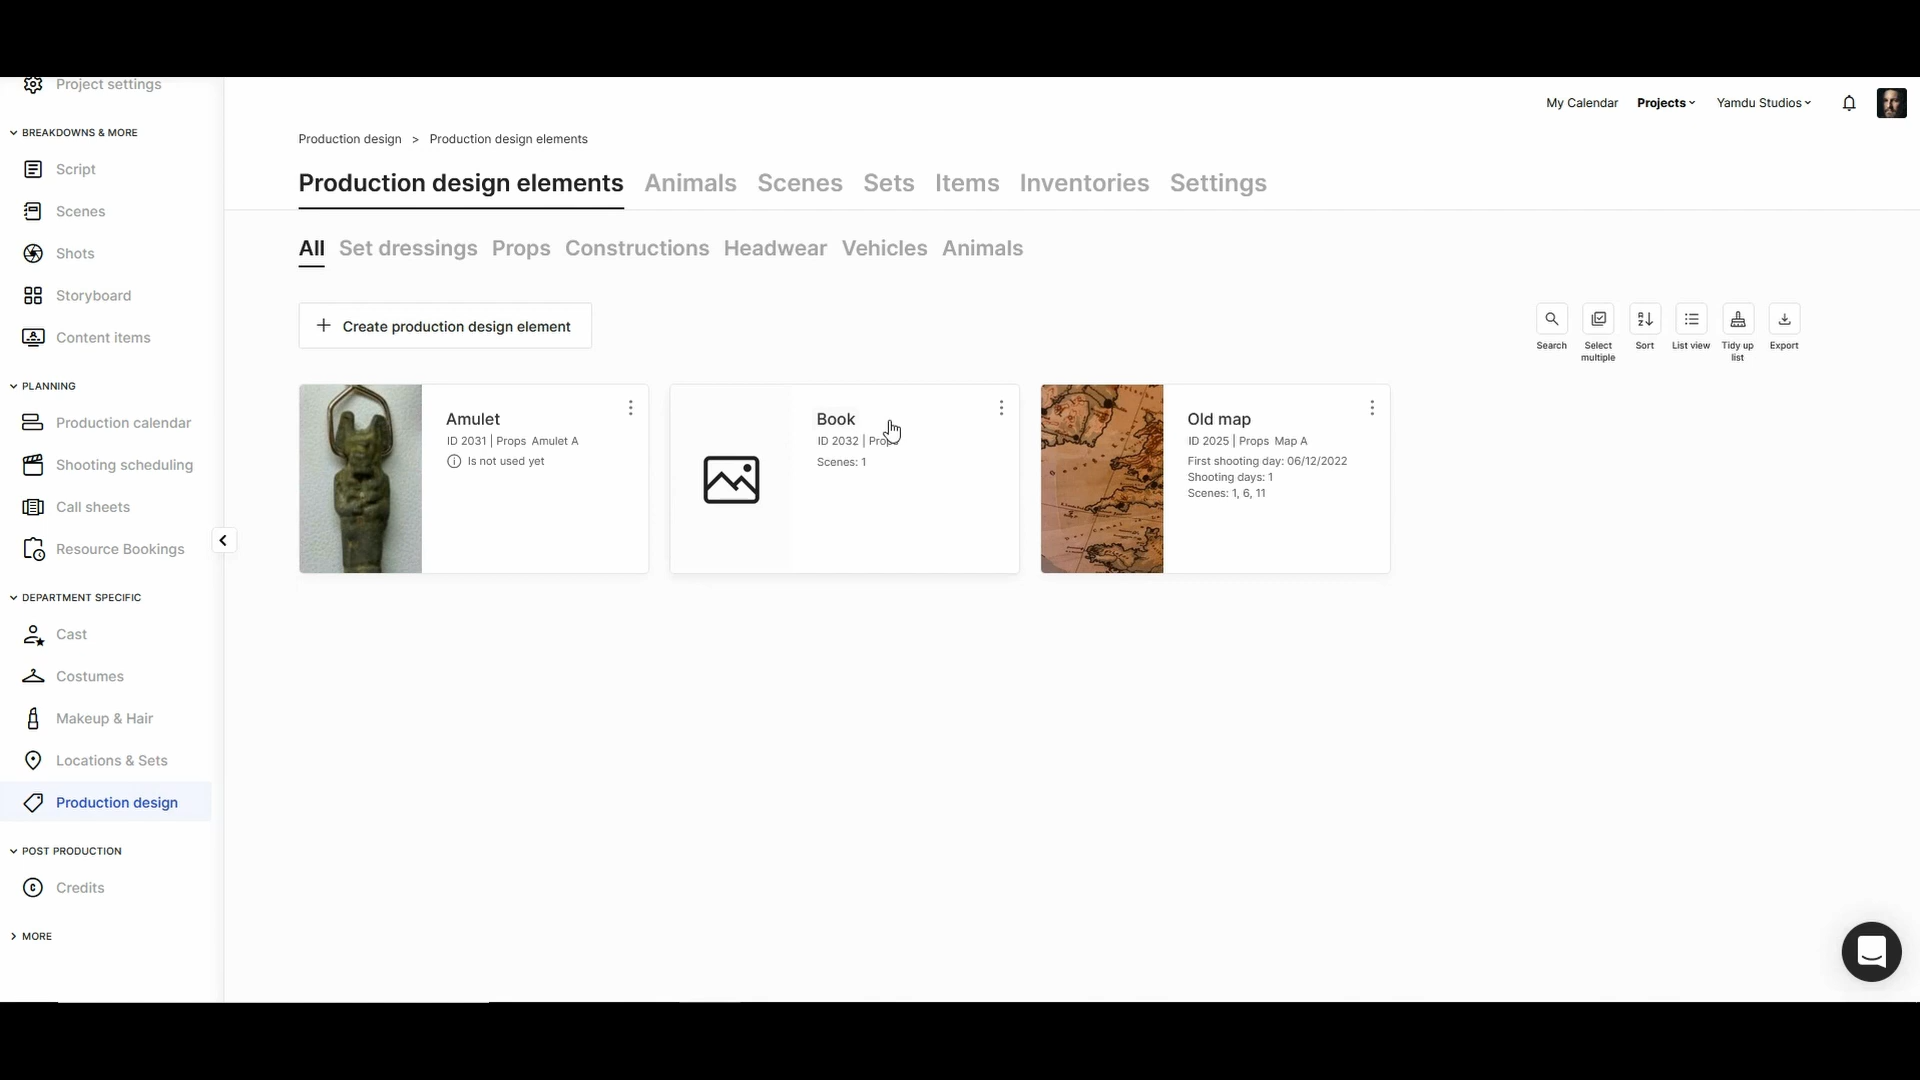 Project settings
My Calendar Projects Yamdu Studios
BREAKDOWNS & MORE
Script
Scenes
Shots
Storyboard
Content items
PLANNING
Production calendar
Shooting scheduling
Call sheets
Resource Bookings
DEPARTMENT SPECIFIC
Cast
Costumes
Makeup & Hair
Locations & Sets
Production design
POST PRODUCTION
Credits
MORE
Production design > Production design elements
Production design elements Animals Scenes Sets Items Inventories Settings
All Set dressings Props Constructions Headwear Vehicles Animals
+ Create production design element
Search
Select
multiple
Sort
List view
Tidy up
list
Export
Amulet
ID 2031 | Props Amulet A
Is not used yet
Book
ID 2032 | Props
Scenes: 1
Old map
ID 2025 | Props Map A
First shooting day: 06/12/2022
Shooting days: 1
Scenes: 1, 6, 11